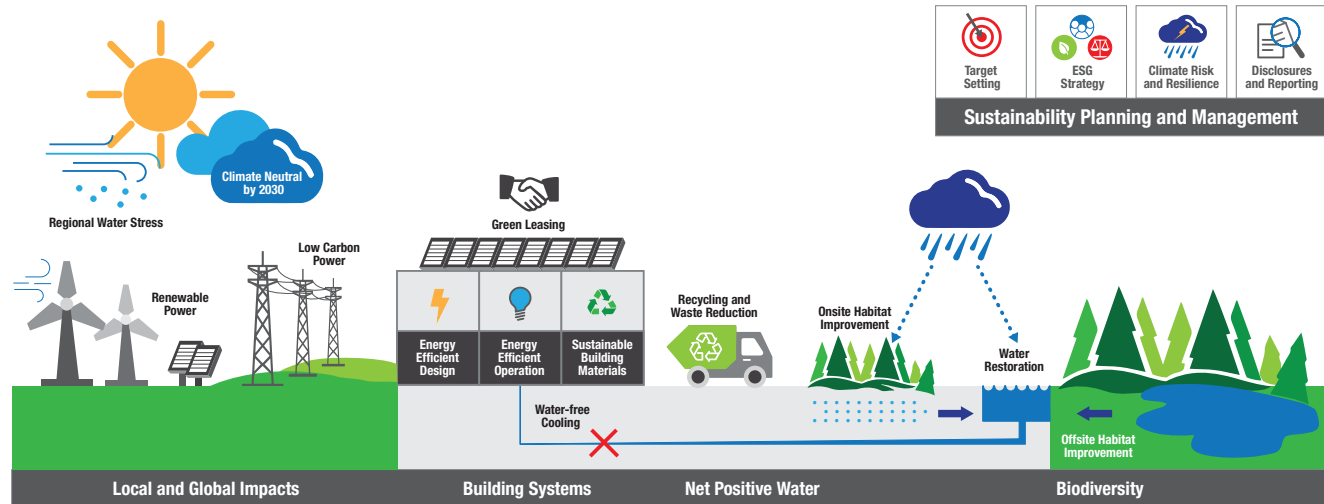 Target
Setting
ESG
Strategy
Climate Risk
and Resilience
Disclosures
and Reporting
Sustainability Planning and Management
Climate Neutral
by 2030
Regional Water Stress
Green Leasing
Low Carbon
Power
Renewable
Power
Energy
Efficient
Design
Energy
Efficient
Operation
Sustainable
Building
Materials
Recycling and
Waste Reduction
Onsite Habitat
Improvement
Water
Restoration
Water-free
Cooling
Offsite Habitat
Improvement
Local and Global Impacts
Building Systems
Net Positive Water
Biodiversity